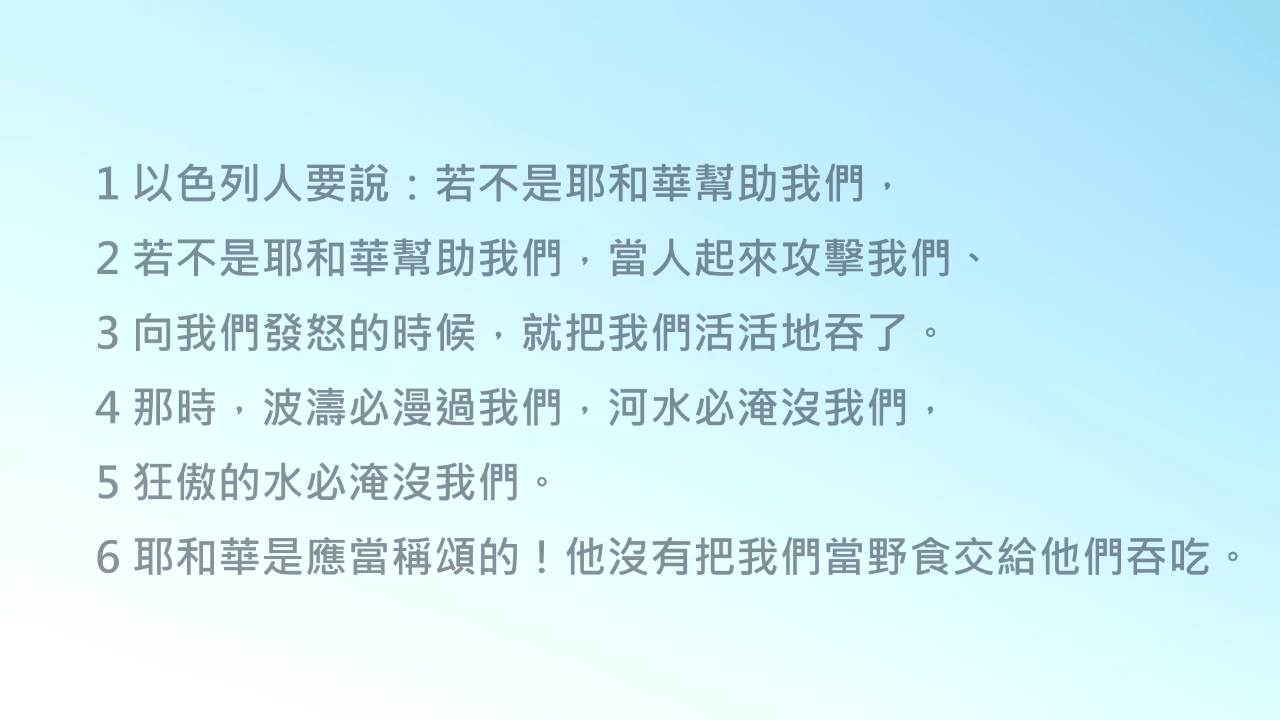 1 以色列人要說：若不是耶和華幫助我們，
2 若不是耶和華幫助我們，當人起來攻擊我們、
3 向我們發怒的時候，就把我們活活地吞了。
4 那時，波濤必漫過我們，河水必淹沒我們，
5 狂傲的水必淹沒我們。
6 耶和華是應當稱頌的！他沒有把我們當野食交給他們吞吃。